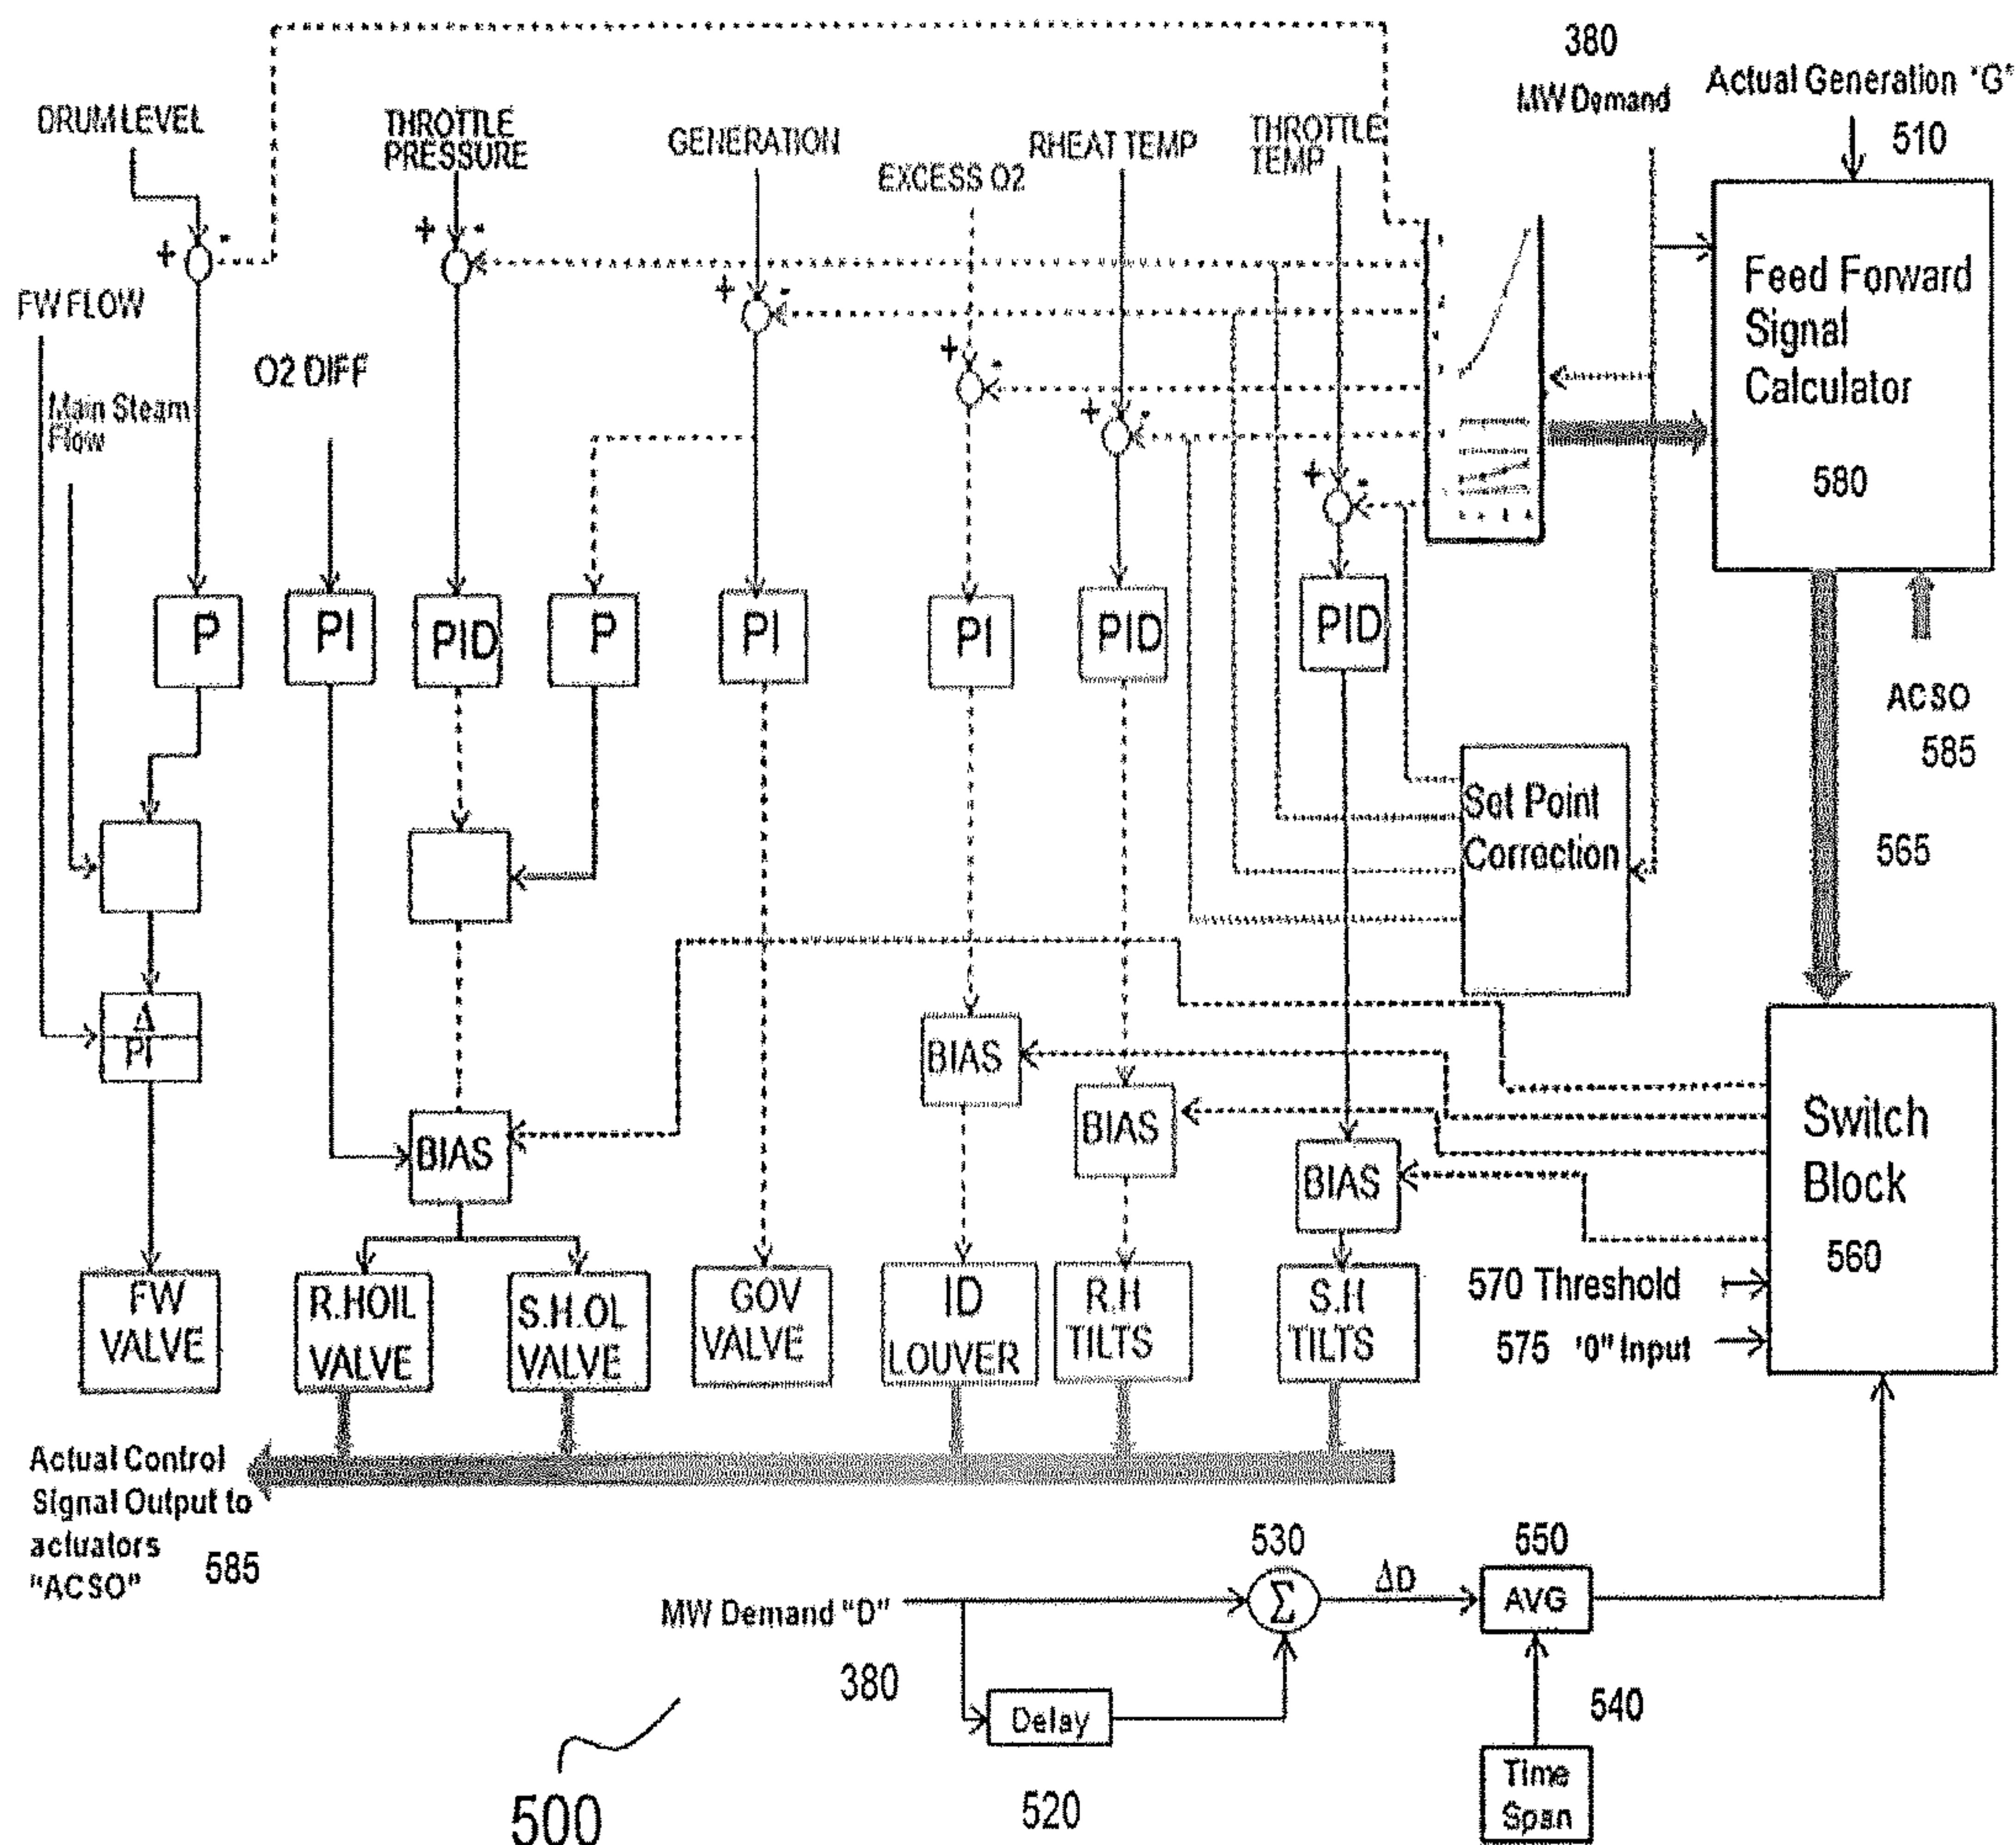 380
MW Demand
Actual Generation "G"
510
DRUM LEVEL
THROTTLE
PRESSURE
GENERATION
EXCESS O2
RHEAT TEMP
THROTTLE
TEMP
+
-
+
-
+
-
+
-
+
-
+
-
FW FLOW
Main Steam
Flow
O2 DIFF
Feed Forward
Signal
Calculator
580
P
PI
PID
P
PI
PI
PID
PID
ACSO
585
565
Set Point
Correction
Δ
PI
BIAS
BIAS
BIAS
BIAS
Switch
Block
560
570 Threshold
575 '0" Input
FW
VALVE
R.HOIL
VALVE
S.H.OL
VALVE
GOV
VALVE
ID
LOUVER
R.H
TILTS
S.H
TILTS
Actual Control
Signal Output to
actuators
"ACSO"
585
530
Σ
ΔD
550
AVG
MW Demand "D"
380
Delay
520
540
Time
Span
500